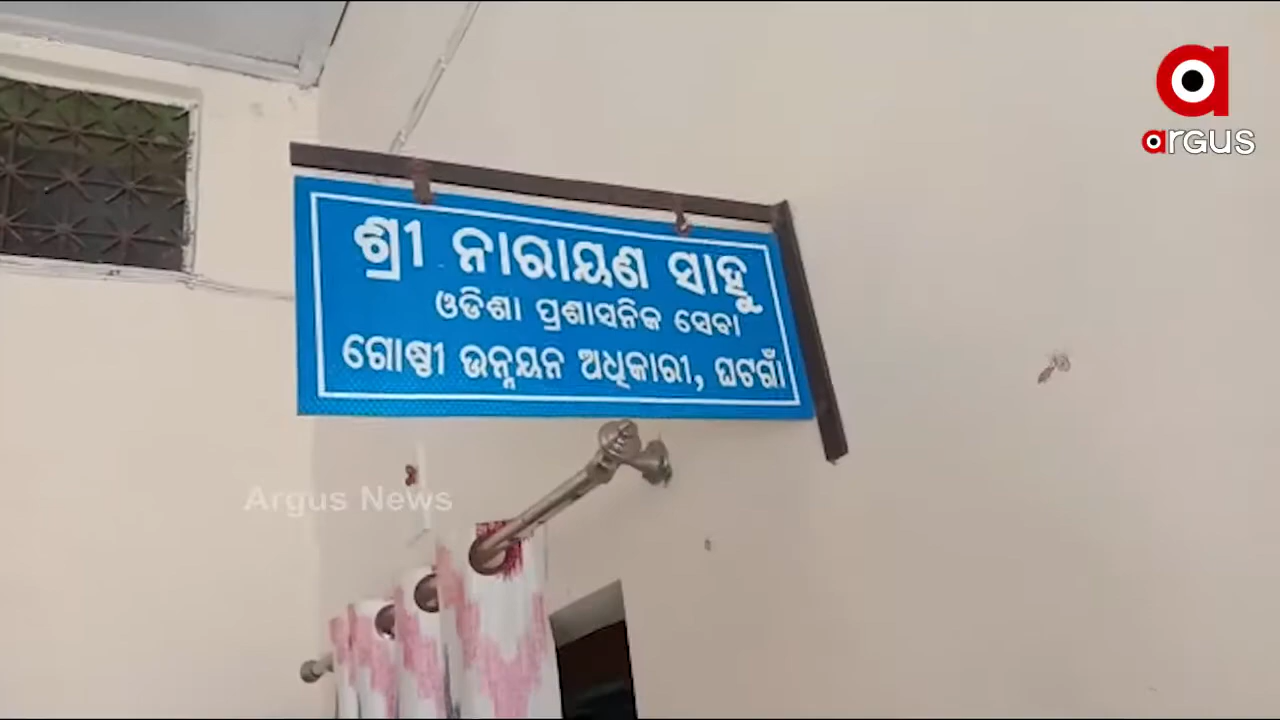 argus
ଶ୍ରୀ ନାରାୟଣ ସାହୁ
ଓଡିଶା ପ୍ରଶାସନିକ ସେବା
ଗୋଷ୍ଠୀ ଉନ୍ନୟନ ଅଧିକାରୀ, ଘଟଗାଁ
Argus News